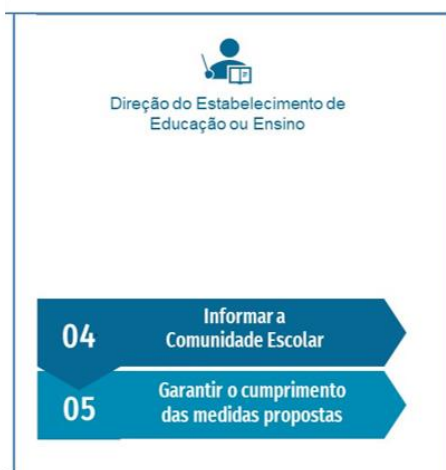 Direção do Estabelecimento de
Educação ou Ensino
04
Informar a
Comunidade Escolar
05
Garantir o cumprimento
das medidas propostas